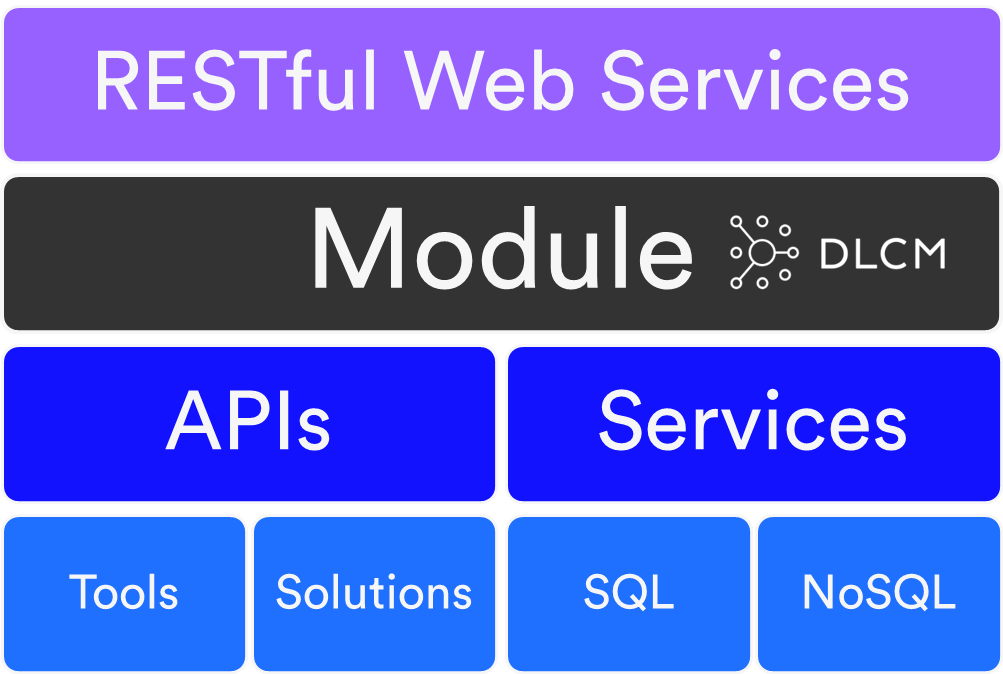 RESTful Web Services
Module DLCM
APIs Services
Tools Solutions SQL NoSQL